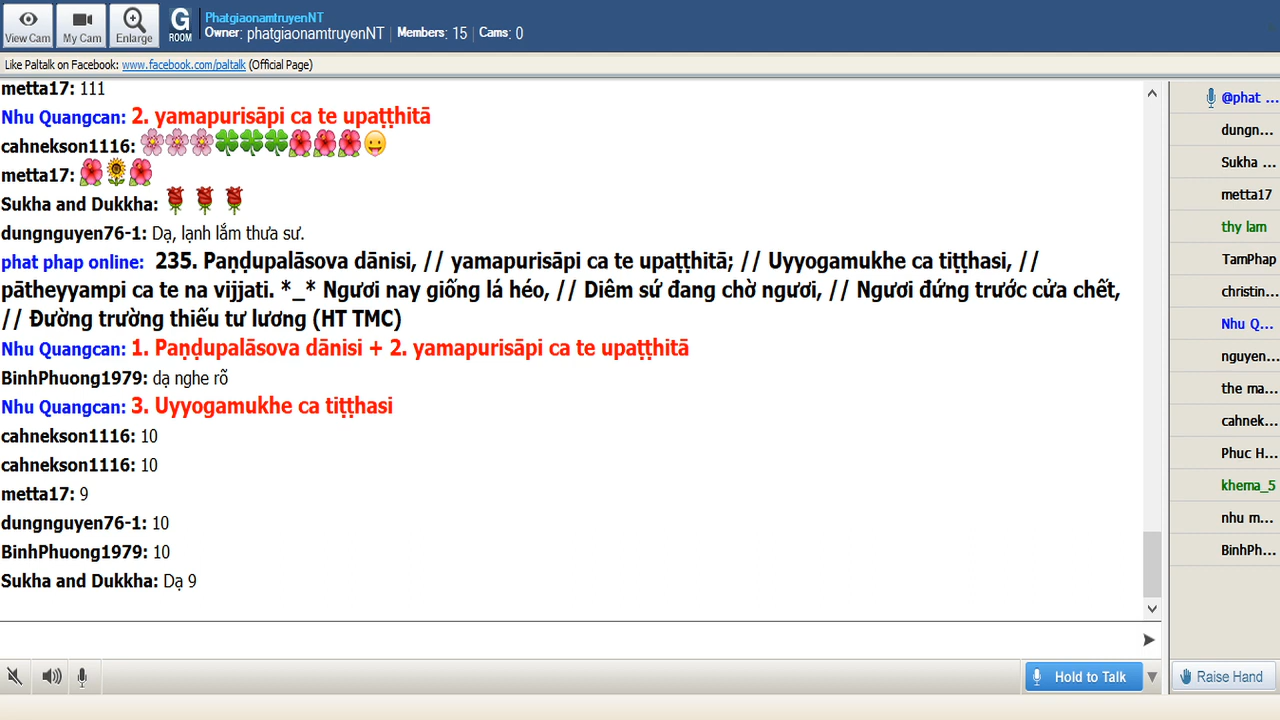 View Cam
My Cam
Enlarge
G
ROOM
PhatgiaonamtruyenNT
Owner: phatgiaonamtruyenNT | Members: 15 | Cams: 0
Like Paltalk on Facebook: www.facebook.com/paltalk (Official Page)
metta17: 111
Nhu Quangcan: 2. yamapurisāpi ca te upaṭṭhitā
cahnekson1116:
metta17:
Sukha and Dukkha:
dungnguyen76-1: Dạ, lạnh lắm thưa sư.
phat phap online: 235. Paṇḍupalāsova dānisi, // yamapurisāpi ca te upaṭṭhitā; // Uyyogamukhe ca tiṭṭhasi, //
pātheyyampi ca te na vijjati. *_* Ngươi nay giống lá héo, // Diêm sứ đang chờ ngươi, // Ngươi đứng trước cửa chết,
// Đường trường thiếu tư lương (HT TMC)
Nhu Quangcan: 1. Paṇḍupalāsova dānisi + 2. yamapurisāpi ca te upaṭṭhitā
BinhPhuong1979: dạ nghe rõ
Nhu Quangcan: 3. Uyyogamukhe ca tiṭṭhasi
cahnekson1116: 10
cahnekson1116: 10
metta17: 9
dungnguyen76-1: 10
BinhPhuong1979: 10
Sukha and Dukkha: Dạ 9
@phat ...
dungn...
Sukha ...
metta17
thy lam
TamPhap
christin...
Nhu Q...
nguyen...
the ma...
cahnek...
Phuc H...
khema_5
nhu m...
BinhPh...
Hold to Talk
Raise Hand